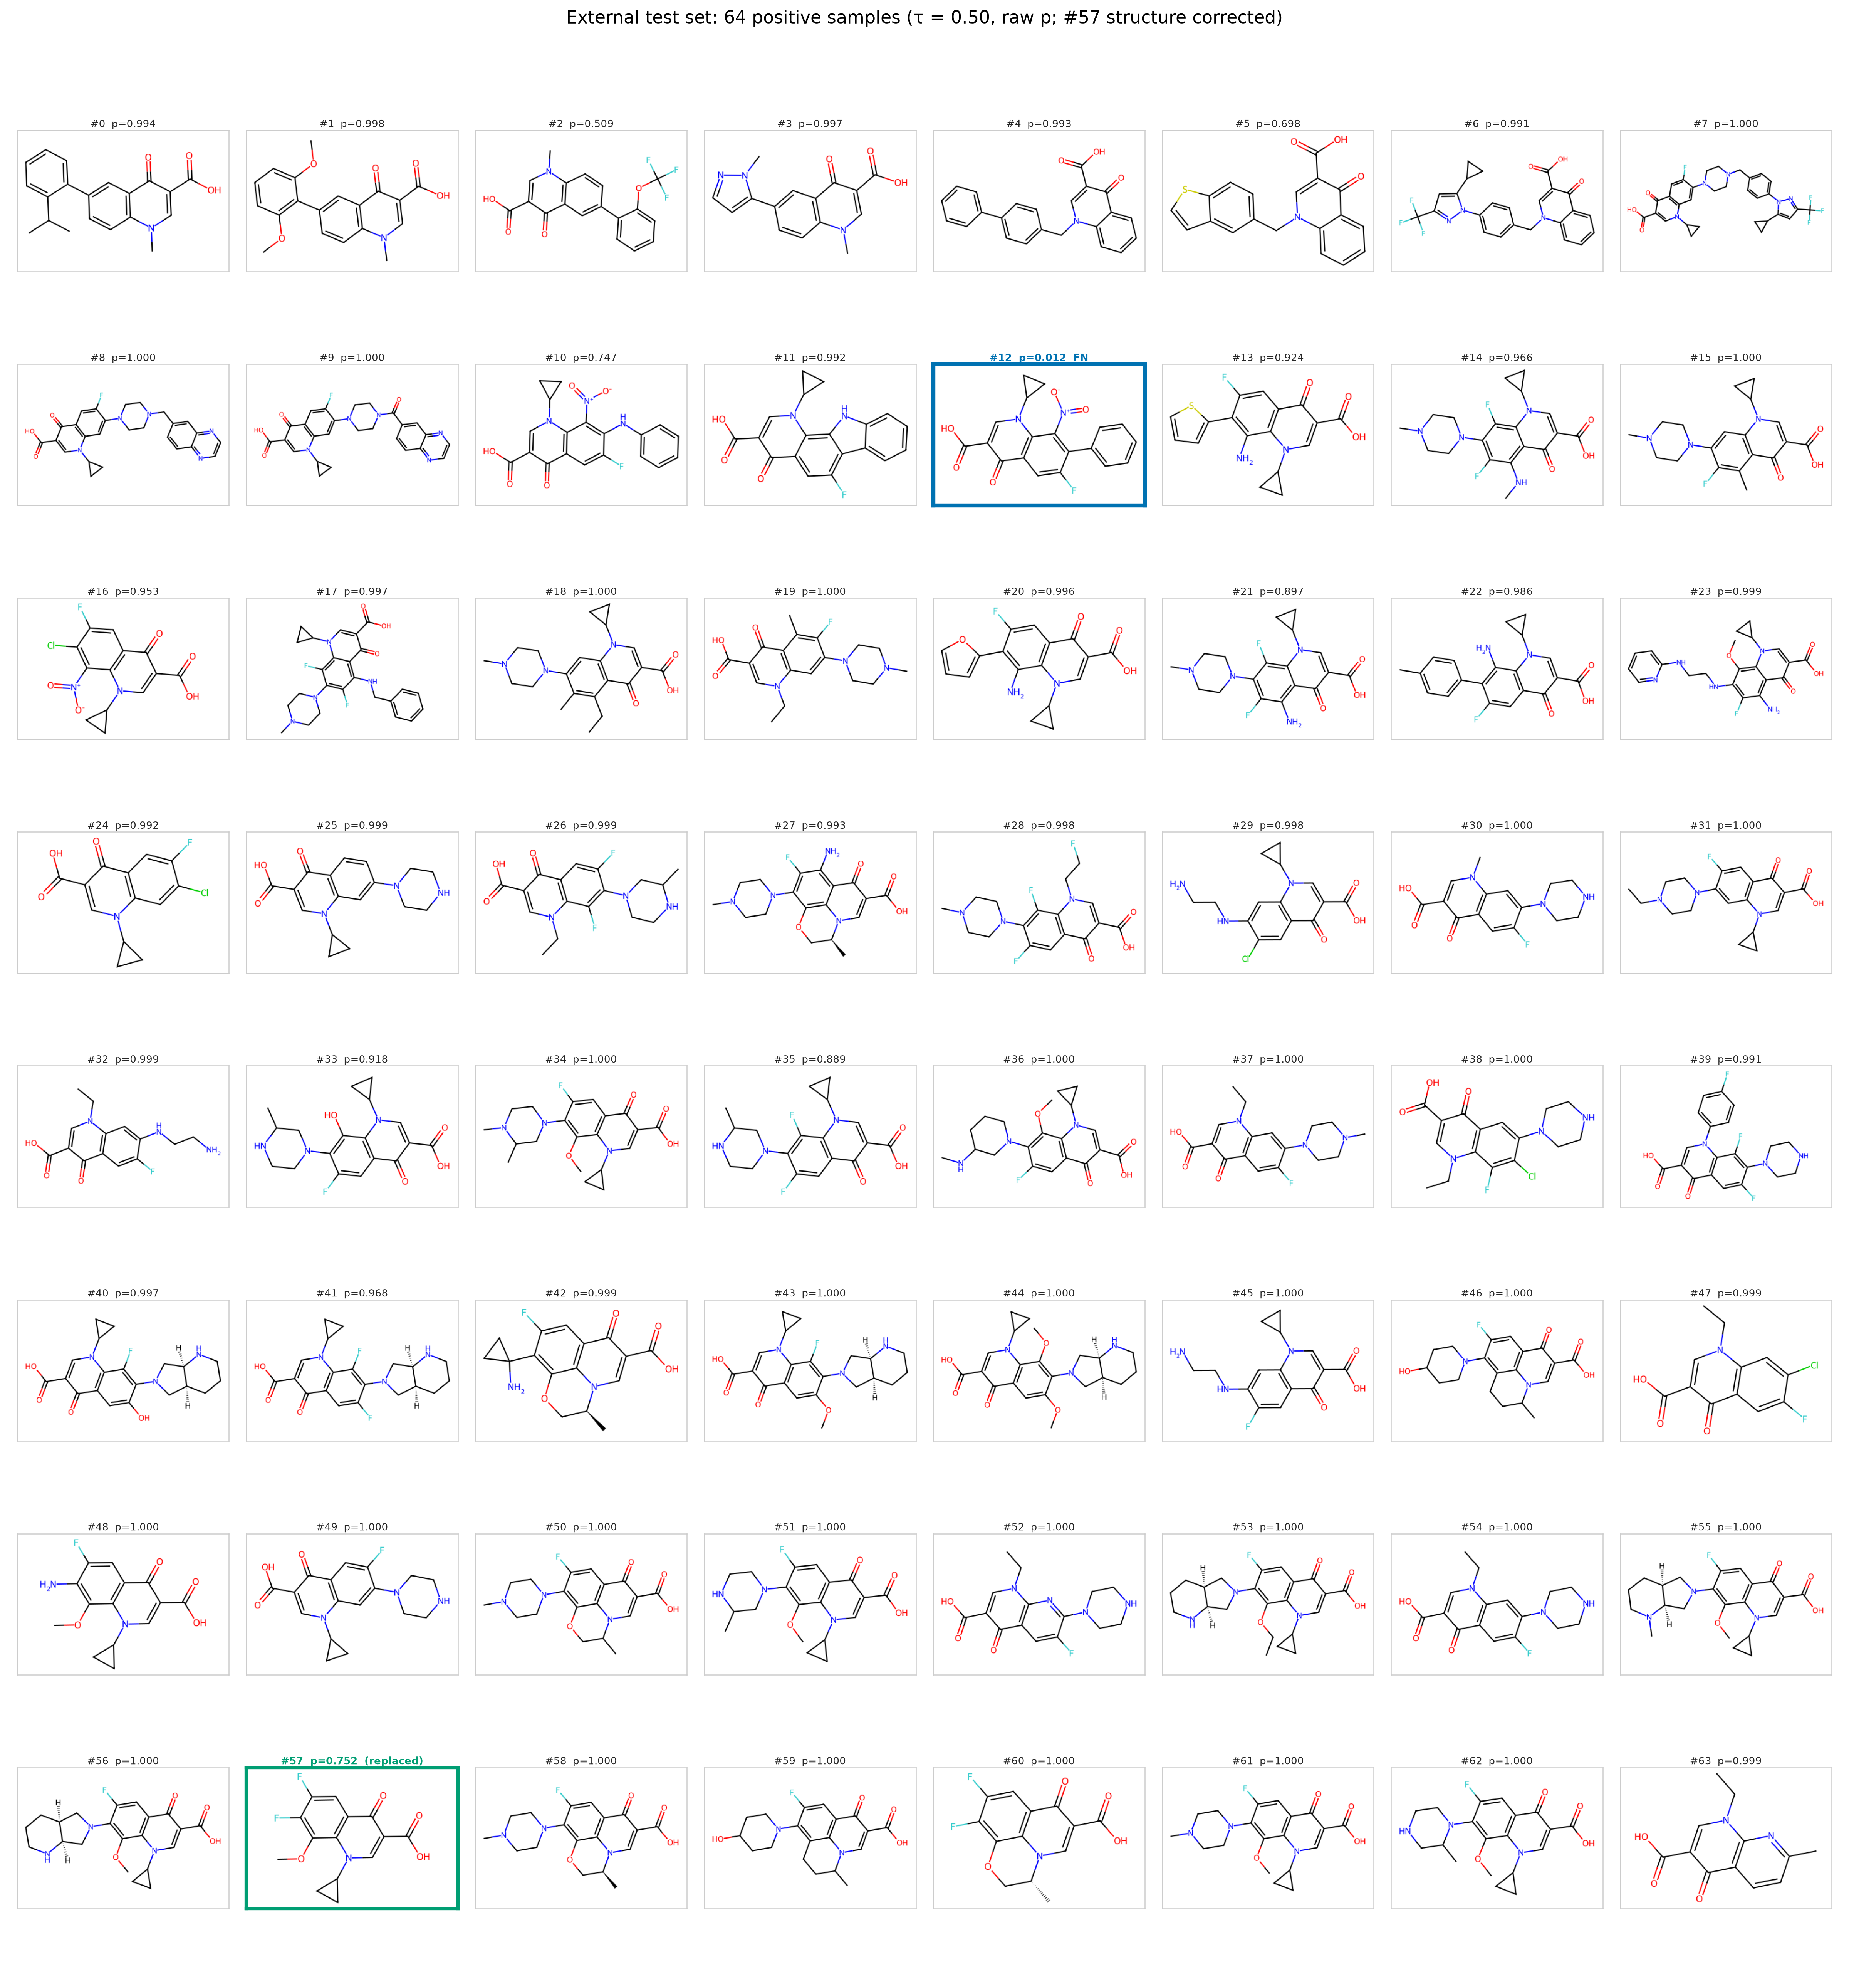 External test set: 64 positive samples (τ = 0.50, raw p; #57 structure corrected)
#0 p=0.994
#1 p=0.998
#2 p=0.509
#3 p=0.997
#4 p=0.993
#5 p=0.698
#6 p=0.991
#7 p=1.000
#8 p=1.000
#9 p=1.000
#10 p=0.747
#11 p=0.992
#12 p=0.012 FN
#13 p=0.924
#14 p=0.966
#15 p=1.000
#16 p=0.953
#17 p=0.997
#18 p=1.000
#19 p=1.000
#20 p=0.996
#21 p=0.897
#22 p=0.986
#23 p=0.999
#24 p=0.992
#25 p=0.999
#26 p=0.999
#27 p=0.993
#28 p=0.998
#29 p=0.998
#30 p=1.000
#31 p=1.000
#32 p=0.999
#33 p=0.918
#34 p=1.000
#35 p=0.889
#36 p=1.000
#37 p=1.000
#38 p=1.000
#39 p=0.991
#40 p=0.997
#41 p=0.968
#42 p=0.999
#43 p=1.000
#44 p=1.000
#45 p=1.000
#46 p=1.000
#47 p=0.999
#48 p=1.000
#49 p=1.000
#50 p=1.000
#51 p=1.000
#52 p=1.000
#53 p=1.000
#54 p=1.000
#55 p=1.000
#56 p=1.000
#57 p=0.752 (replaced)
#58 p=1.000
#59 p=1.000
#60 p=1.000
#61 p=1.000
#62 p=1.000
#63 p=0.999